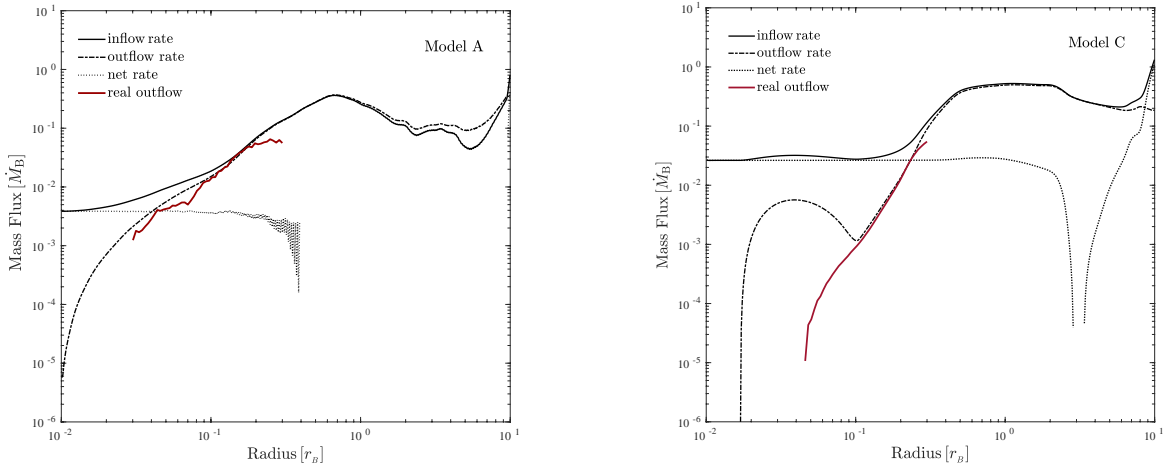 10^1
10^0
10^-1
10^-2
10^-3
10^-4
10^-5
10^-6
Mass Flux [Ṁ_B]
inflow rate
outflow rate
net rate
real outflow
Model A
10^-2
10^-1
10^0
10^1
Radius [r_B]
10^1
10^0
10^-1
10^-2
10^-3
10^-4
10^-5
10^-6
Mass Flux [Ṁ_B]
inflow rate
outflow rate
net rate
real outflow
Model C
10^-2
10^-1
10^0
10^1
Radius [r_B]